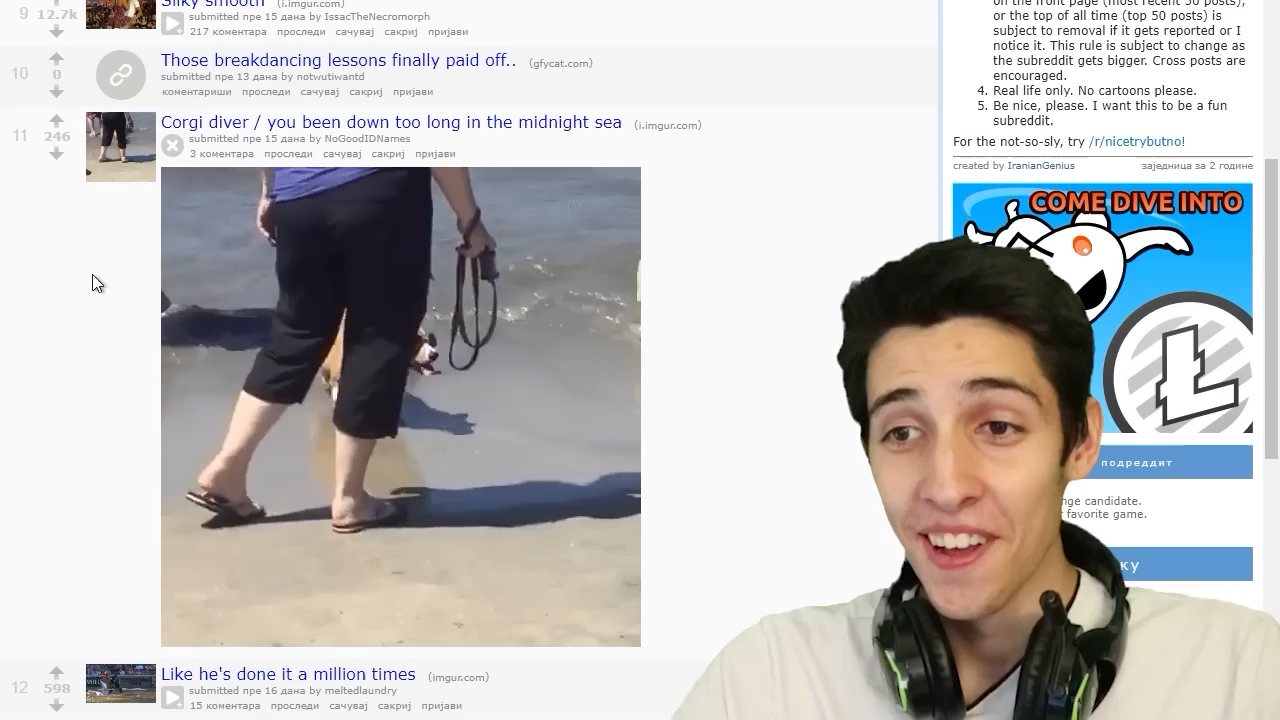 Silky smooth (i.imgur.com)
9 12.7k
submitted пре 15 дана by IssacTheNecromorph
217 коментара проследи сачувај сакриј пријави
Those breakdancing lessons finally paid off.. (gfycat.com)
10 0
submitted пре 13 дана by notwutiwantd
коментариши проследи сачувај сакриј пријави
Corgi diver / you been down too long in the midnight sea (i.imgur.com)
11 246
submitted пре 15 дана by NoGoodIDNames
3 коментара проследи сачувај сакриј пријави
Like he's done it a million times (imgur.com)
12 598
submitted пре 16 дана by meltedlaundry
15 коментара проследи сачувај сакриј пријави
on the front page (most recent 50 posts),
or the top of all time (top 50 posts) is
subject to removal if it gets reported or I
notice it. This rule is subject to change as
the subreddit gets bigger. Cross posts are
encouraged.
4. Real life only. No cartoons please.
5. Be nice, please. I want this to be a fun
subreddit.
For the not-so-sly, try /r/nicetrybutno!
created by IranianGenius заједница за 2 године
COME DIVE INTO
подреддит
candidate.
favorite game.